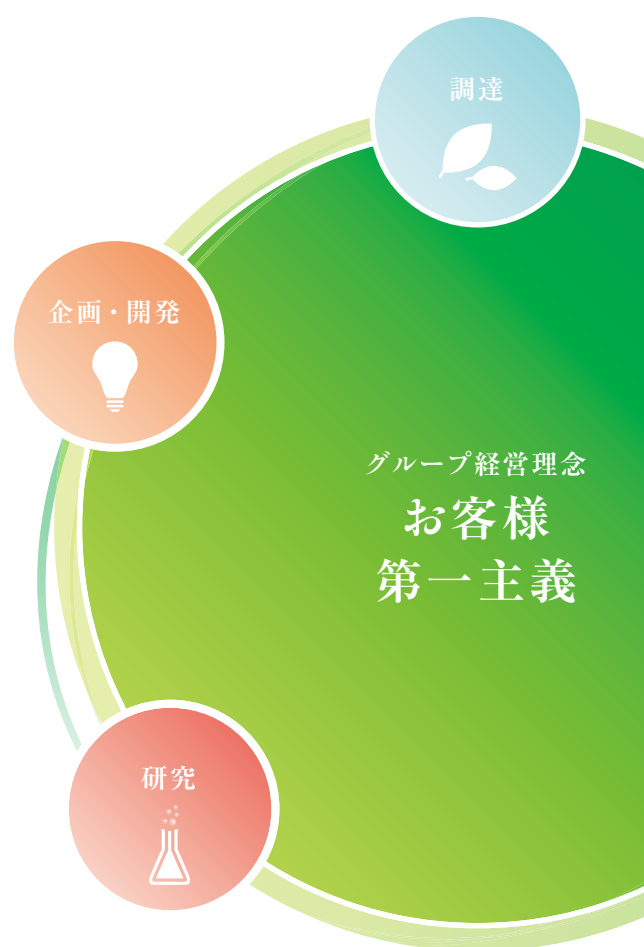 調達
企画・開発
グループ経営理念
お客様
第一主義
研究